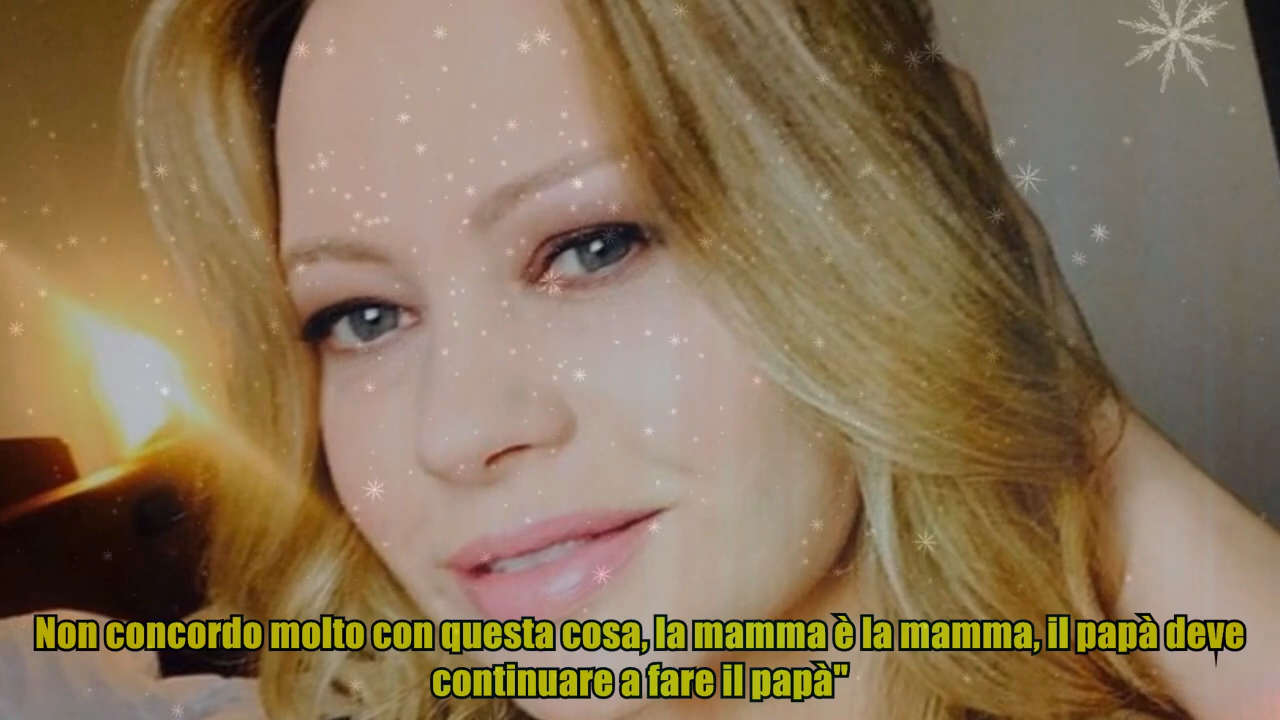 Non concordo molto con questa cosa, la mamma è la mamma, il papà deve
continuare a fare il papà"